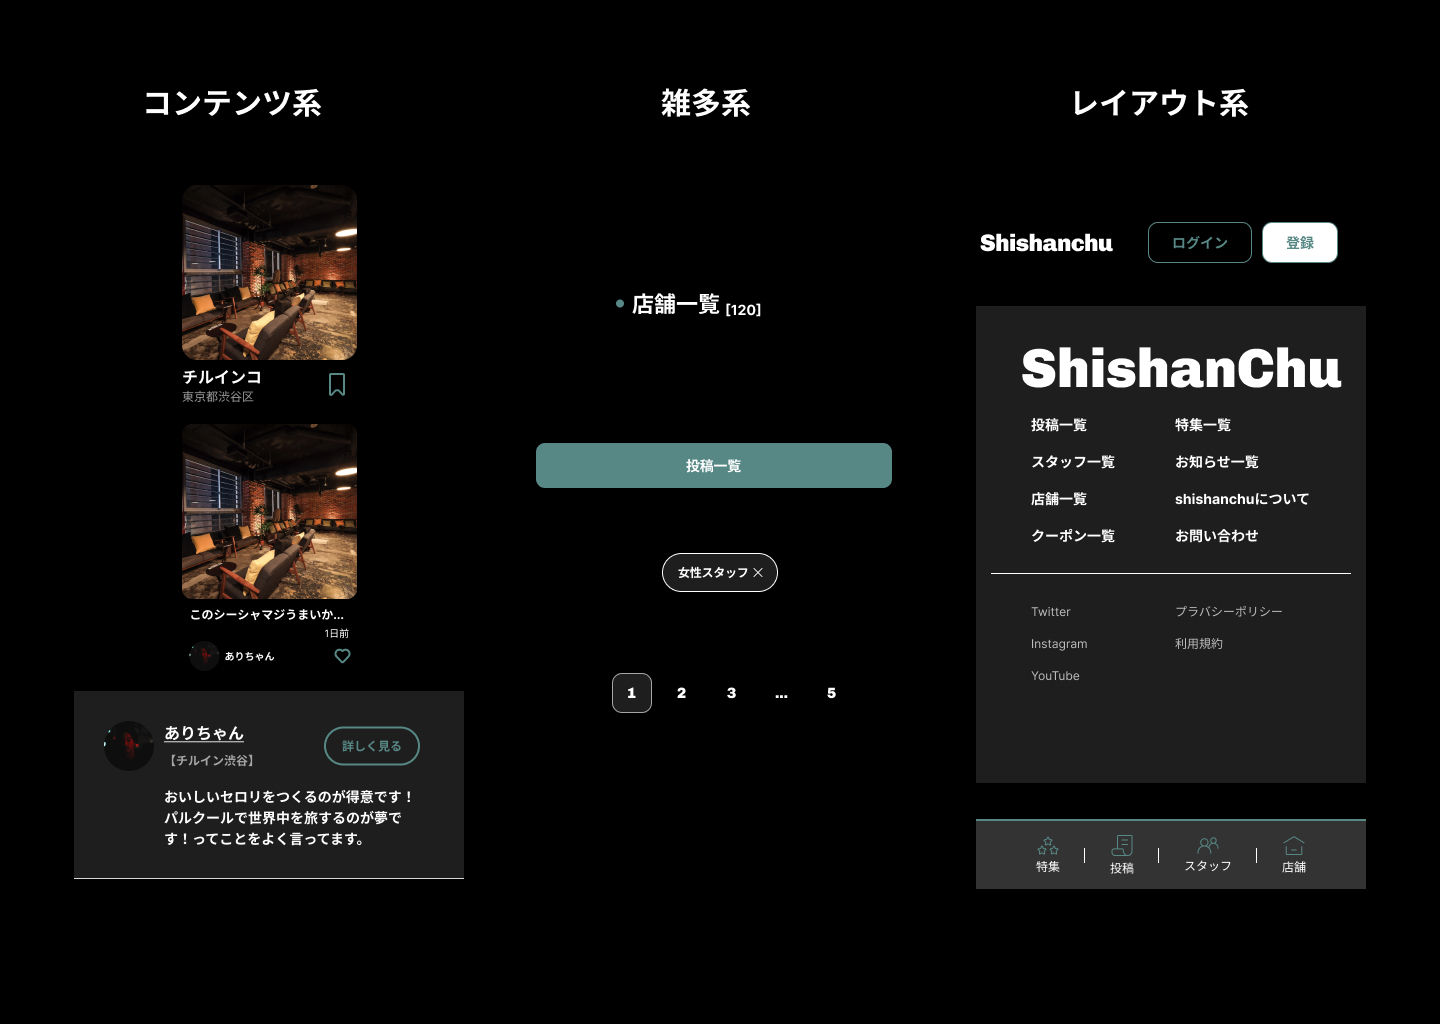 コンテンツ系
雑多系
レイアウト系
チルインコ
東京都渋谷区
このシーシャマジうまいか...
1日前
ありちゃん
ありちゃん
【チルイン渋谷】
詳しく見る
おいしいセロリをつくるのが得意です！
パルクールで世界中を旅するのが夢で
す！ってことをよく言ってます。
店舗一覧 [120]
投稿一覧
女性スタッフ ×
1 2 3 ... 5
Shishanchu
ログイン
登録
ShishanChu
投稿一覧
特集一覧
スタッフ一覧
お知らせ一覧
店舗一覧
shishanchuについて
クーポン一覧
お問い合わせ
Twitter
プラバシーポリシー
Instagram
利用規約
YouTube
特集
投稿
スタッフ
店舗